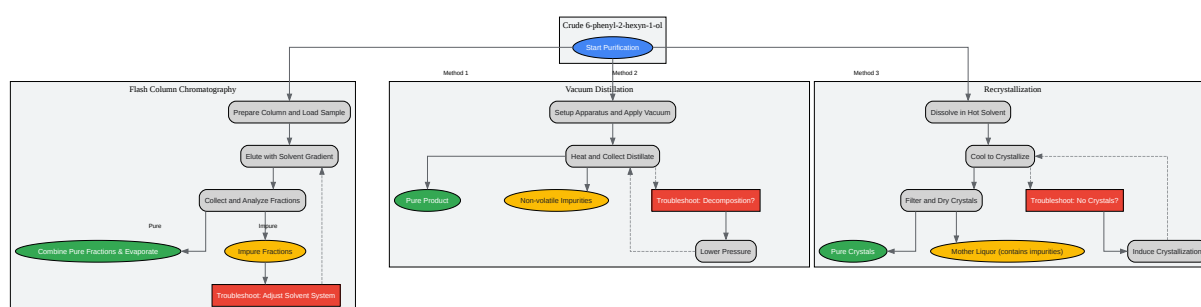 Crude 6-phenyl-2-hexyn-1-ol
Start Purification
Method 1
Method 2
Method 3
Flash Column Chromatography
Prepare Column and Load Sample
Elute with Solvent Gradient
Collect and Analyze Fractions
Pure
Impure
Combine Pure Fractions & Evaporate
Impure Fractions
Troubleshoot: Adjust Solvent System
Vacuum Distillation
Setup Apparatus and Apply Vacuum
Heat and Collect Distillate
Pure Product
Non-volatile Impurities
Troubleshoot: Decomposition?
Lower Pressure
Recrystallization
Dissolve in Hot Solvent
Cool to Crystallize
Filter and Dry Crystals
Troubleshoot: No Crystals?
Pure Crystals
Mother Liquor (contains impurities)
Induce Crystallization